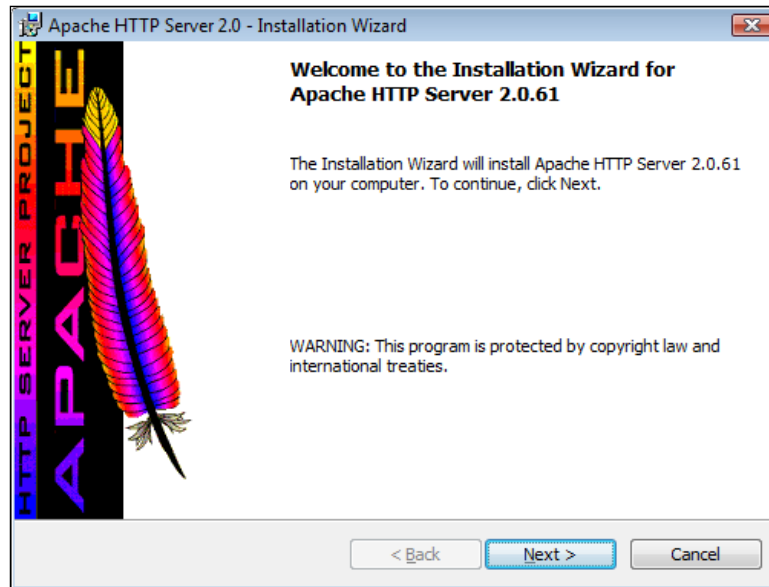 Apache HTTP Server 2.0 - Installation Wizard
HTTP SERVER PROJECT
APACHE
Welcome to the Installation Wizard for
Apache HTTP Server 2.0.61
The Installation Wizard will install Apache HTTP Server 2.0.61
on your computer. To continue, click Next.
WARNING: This program is protected by copyright law and
international treaties.
< Back
Next >
Cancel